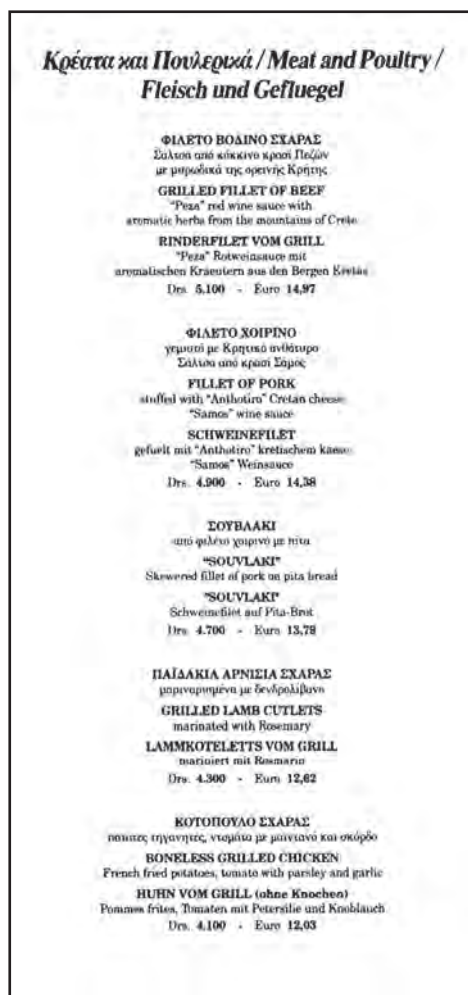 Κρέατα και Πουλερικά / Meat and Poultry /
Fleisch und Gefluegel
ΦΙΛΕΤΟ ΒΟΔΙΝΟ ΣΧΑΡΑΣ
Σάλτσα από κόκκινο κρασί Πεζών
με μυρωδικά της ορεινής Κρήτης
GRILLED FILLET OF BEEF
"Peza" red wine sauce with
aromatic herbs from the mountains of Crete
RINDERFILET VOM GRILL
"Peza" Rotweinsauce mit
aromatischen Kraeutern aus den Bergen Kretas
Drs. 5.100 - Euro 14,97
ΦΙΛΕΤΟ ΧΟΙΡΙΝΟ
γεμιστό με Κρητικό ανθότυρο
Σάλτσα από κρασί Σάμος
FILLET OF PORK
stuffed with "Anthotiro" Cretan cheese
"Samos" wine sauce
SCHWEINEFILET
gefuelt mit "Anthotiro" kretischem kaese
"Samos" Weinsauce
Drs. 4.900 - Euro 14,38
ΣΟΥΒΛΑΚΙ
από φιλέτο χοιρινό με πίτα
"SOUVLAKI"
Skewered fillet of pork on pita bread
"SOUVLAKI"
Schweinefilet auf Pita-Brot
Drs. 4.700 - Euro 13,79
ΠΑΪΔΑΚΙΑ ΑΡΝΙΣΙΑ ΣΧΑΡΑΣ
μαριναρισμένα με δενδρολίβανο
GRILLED LAMB CUTLETS
marinated with Rosemary
LAMMKOTELETTS VOM GRILL
mariniert mit Rosmarin
Drs. 4.300 - Euro 12,62
ΚΟΤΟΠΟΥΛΟ ΣΧΑΡΑΣ
πατάτες τηγανητές, ντομάτα με μαϊντανό και σκόρδο
BONELESS GRILLED CHICKEN
French fried potatoes, tomato with parsley and garlic
HUHN VOM GRILL (ohne Knochen)
Pommes frites, Tomaten mit Petersilie und Knoblauch
Drs. 4.100 - Euro 12,03